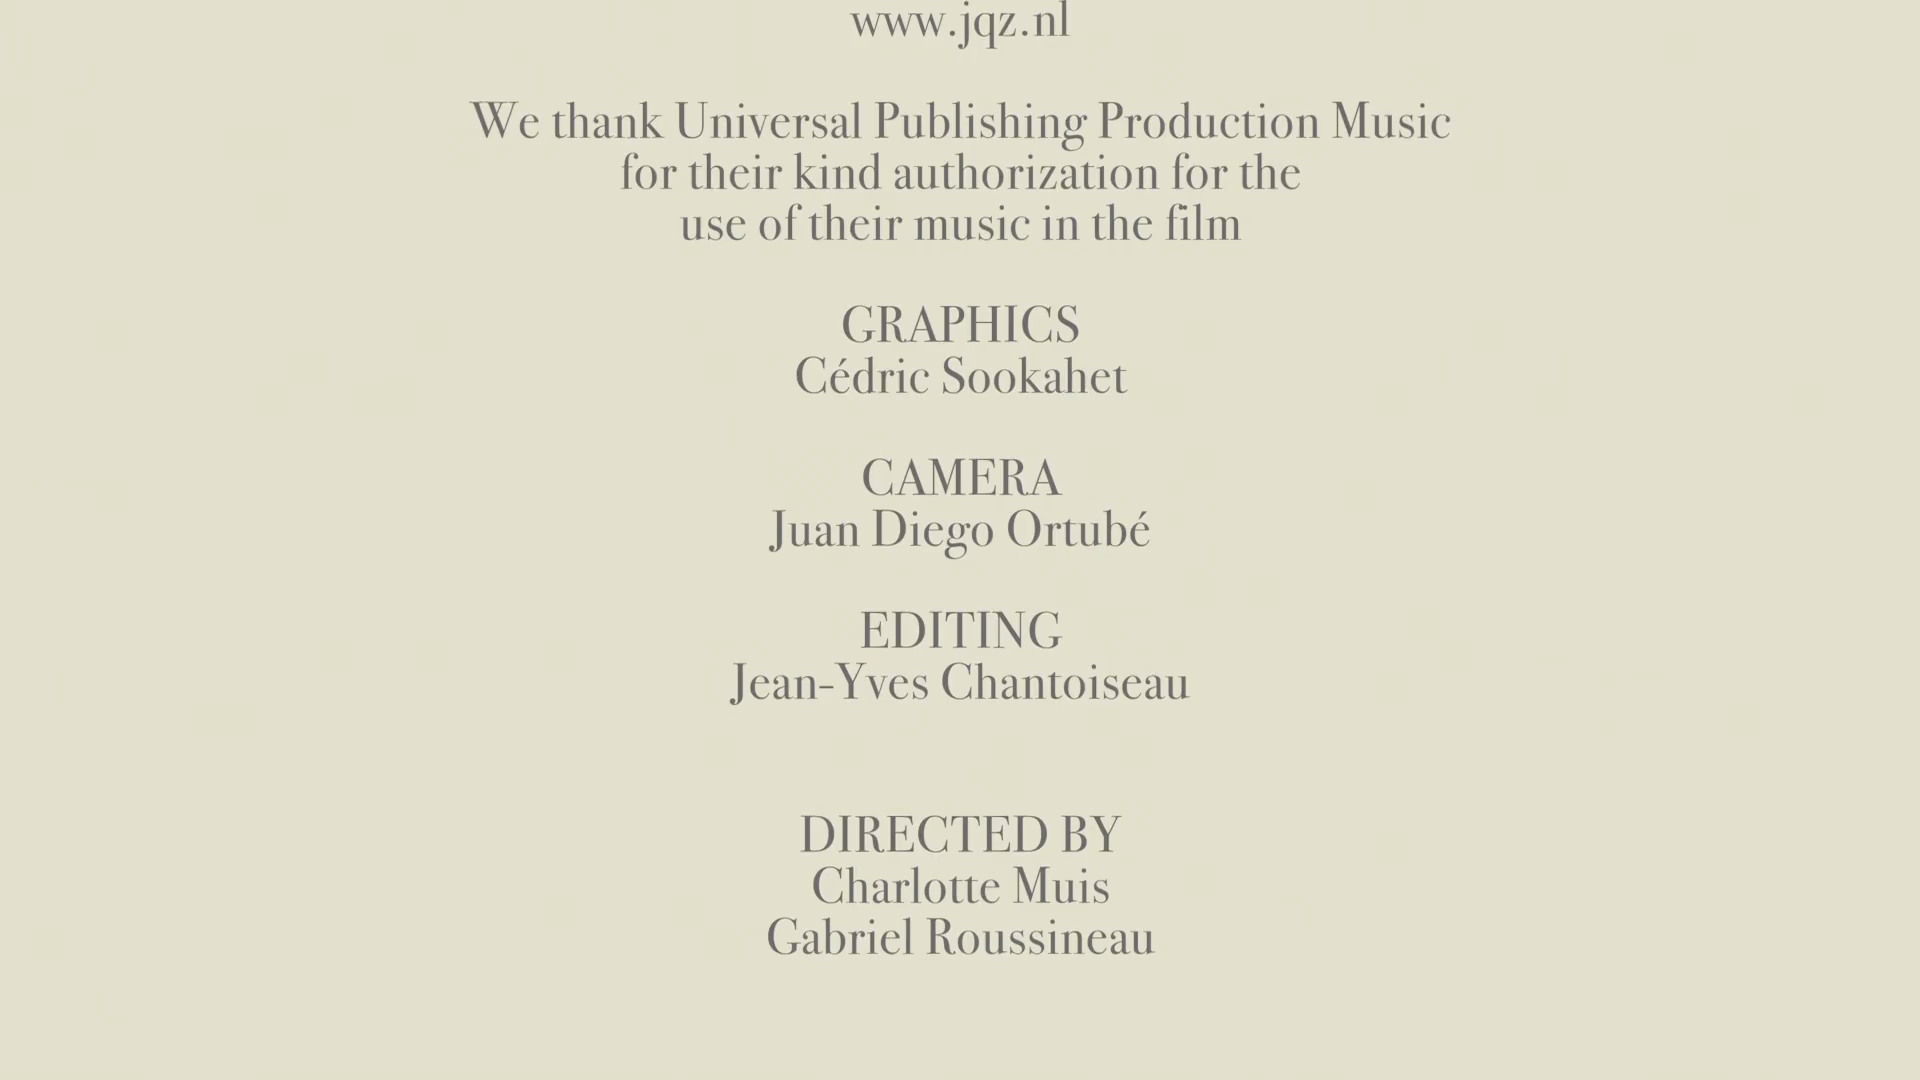 www.jqz.nl
We thank Universal Publishing Production Music
for their kind authorization for the
use of their music in the film
GRAPHICS
Cédric Sookahet
CAMERA
Juan Diego Ortubé
EDITING
Jean-Yves Chantoiseau
DIRECTED BY
Charlotte Muis
Gabriel Roussineau